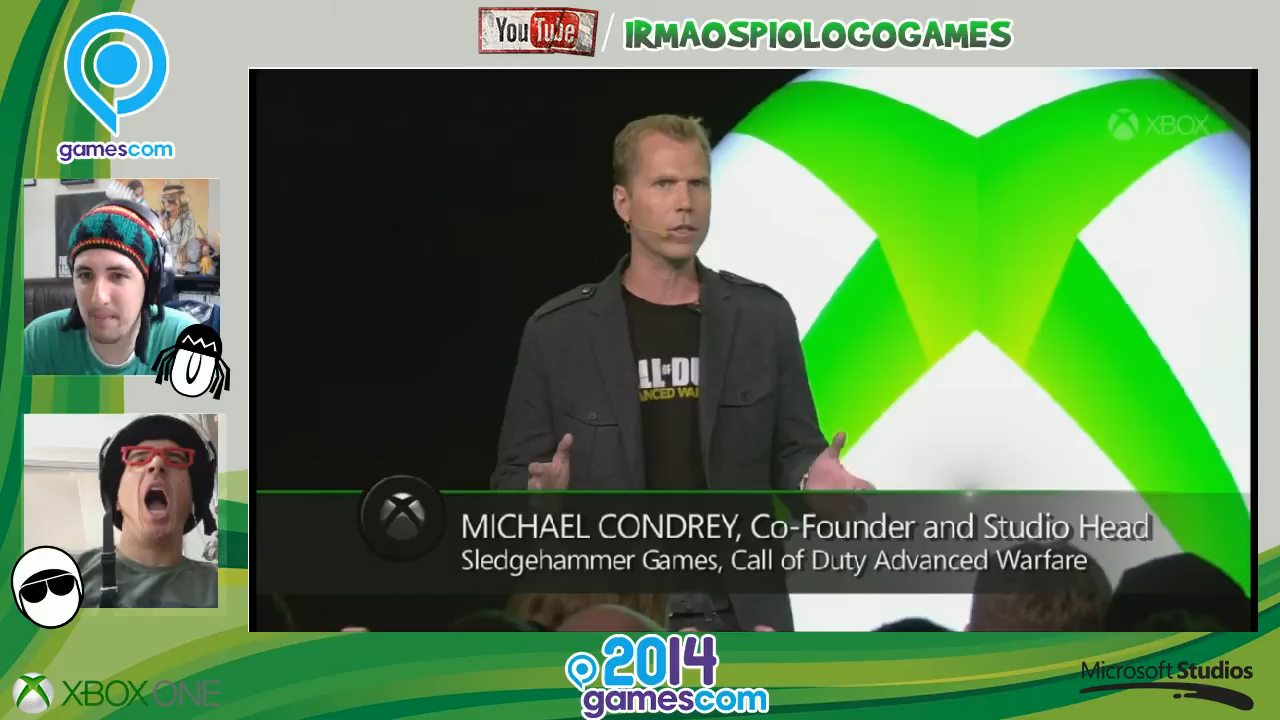 YouTube / IRMAOSPIOLOGOGAMES
gamescom
XBOX
MICHAEL CONDREY, Co-Founder and Studio Head
Sledgehammer Games, Call of Duty Advanced Warfare
XBOX ONE
2014
gamescom
Microsoft Studios